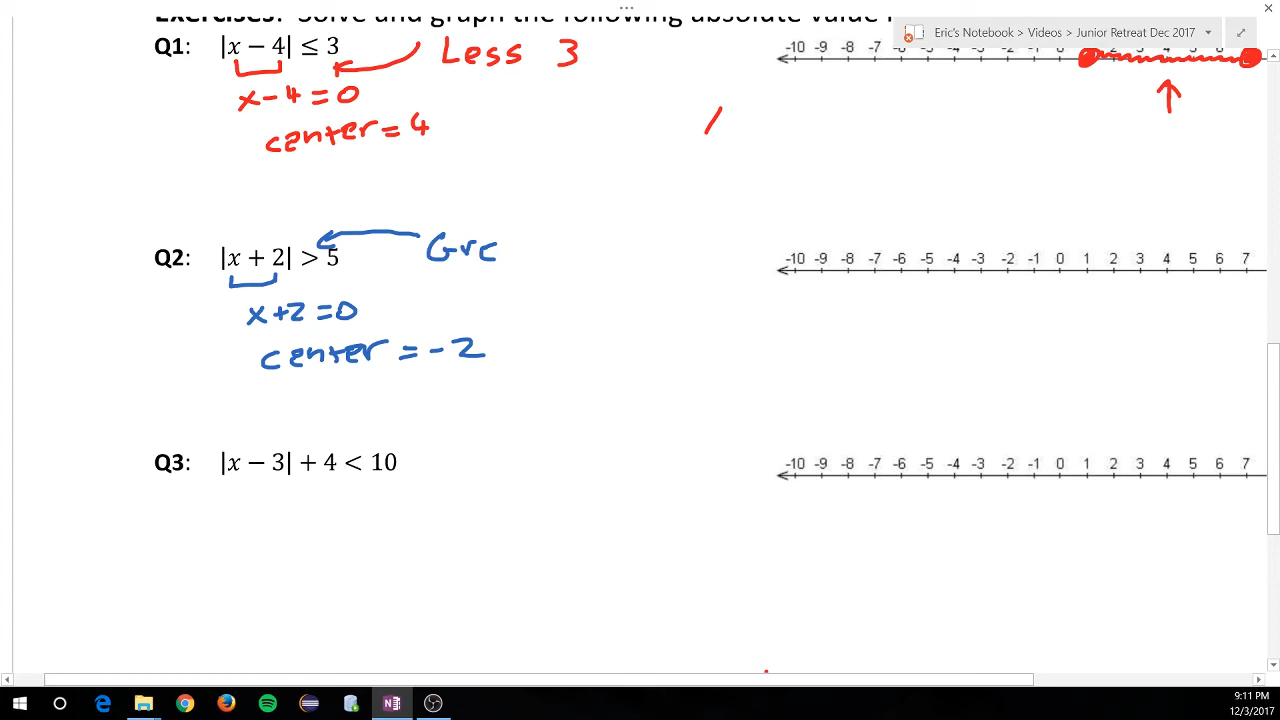 Exercises: Solve and graph the following absolute value
Eric's Notebook > Videos > Junior Retreat Dec 2017
Q1: |x − 4| ≤ 3
Less 3
-10 -9 -8 -7 -6 -5 -4 -3 -2 -1 0 1 2 3 4 5 6 7
x-4=0
center=4
Q2: |x + 2| > 5
Gre
-10 -9 -8 -7 -6 -5 -4 -3 -2 -1 0 1 2 3 4 5 6 7
x+2=0
center=-2
Q3: |x − 3| + 4 < 10
-10 -9 -8 -7 -6 -5 -4 -3 -2 -1 0 1 2 3 4 5 6 7
9:11 PM
12/3/2017